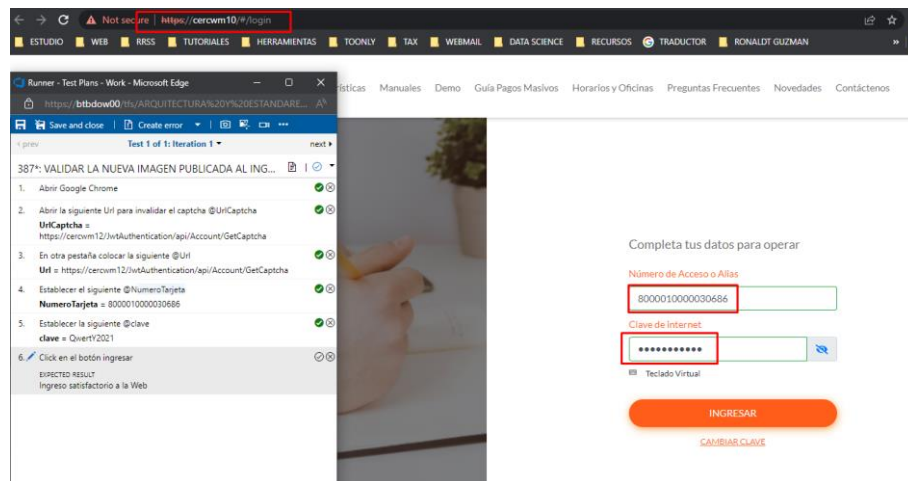 Not secure | https://cercwm10/#/login
ESTUDIO WEB RRSS TUTORIALES HERRAMIENTAS TOONLY TAX WEBMAIL DATA SCIENCE RECURSOS TRADUCTOR RONALDT GUZMAN »
Runner - Test Plans - Work - Microsoft Edge
https://btbdow00/tfs/ARQUITECTURA%20Y%20ESTANDARE...
Save and close | Create error
prev Test 1 of 1: Iteration 1 next
387*: VALIDAR LA NUEVA IMAGEN PUBLICADA AL ING...
1. Abrir Google Chrome
2. Abrir la siguiente Url para invalidar el captcha @UrlCaptcha
UrlCaptcha =
https://cercwm12/JwtAuthentication/api/Account/GetCaptcha
3. En otra pestaña colocar la siguiente @Url
Url = https://cercwm12/JwtAuthentication/api/Account/GetCaptcha
4. Establecer el siguiente @NumeroTarjeta
NumeroTarjeta = 8000010000030686
5. Establecer la siguiente @clave
clave = QwertY2021
6. Click en el botón ingresar
EXPECTED RESULT
Ingreso satisfactorio a la Web
rísticas Manuales Demo Guía Pagos Masivos Horarios y Oficinas Preguntas Frecuentes Novedades Contáctenos
Completa tus datos para operar
Número de Acceso o Alias
8000010000030686
Clave de Internet
•••••••••••
Teclado Virtual
INGRESAR
CAMBIAR CLAVE